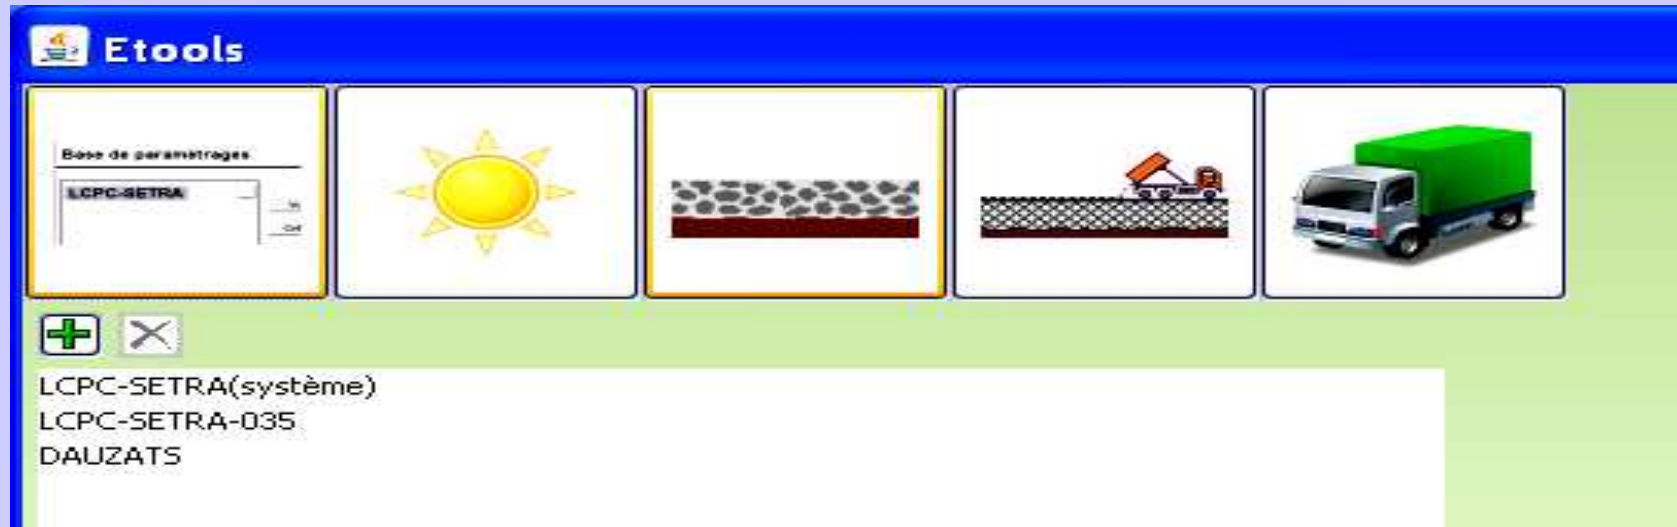 Etools
Base de paramétrages
LCPC-SETRA
LCPC-SETRA(système)
LCPC-SETRA-035
DAUZATS